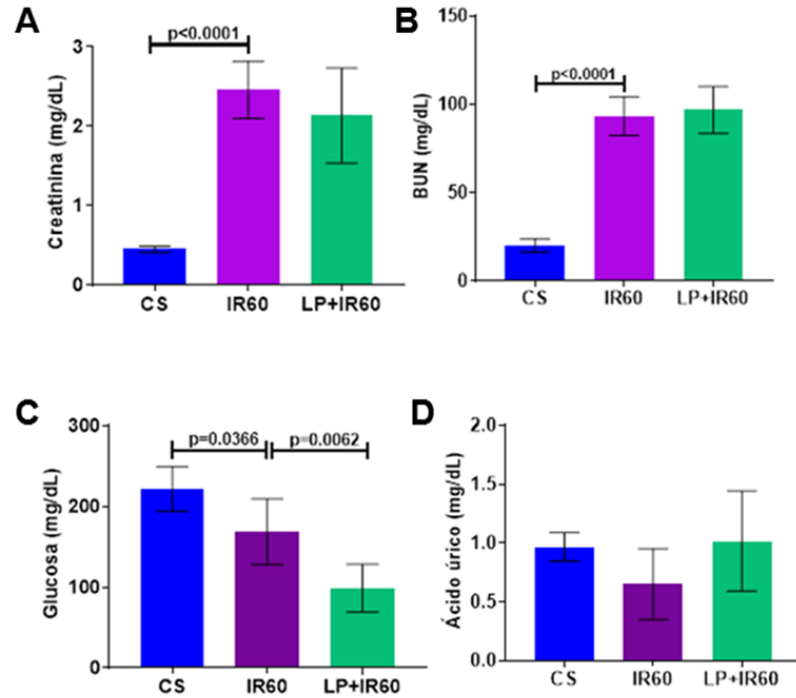 A
p<0.0001
Creatinina (mg/dL)
3
2
1
0
CS IR60 LP+IR60
B
p<0.0001
BUN (mg/dL)
150
100
50
0
CS IR60 LP+IR60
C
p=0.0366 p=0.0062
Glucosa (mg/dL)
300
200
100
0
CS IR60 LP+IR60
D
Ácido úrico (mg/dL)
2.0
1.5
1.0
0.5
0.0
CS IR60 LP+IR60